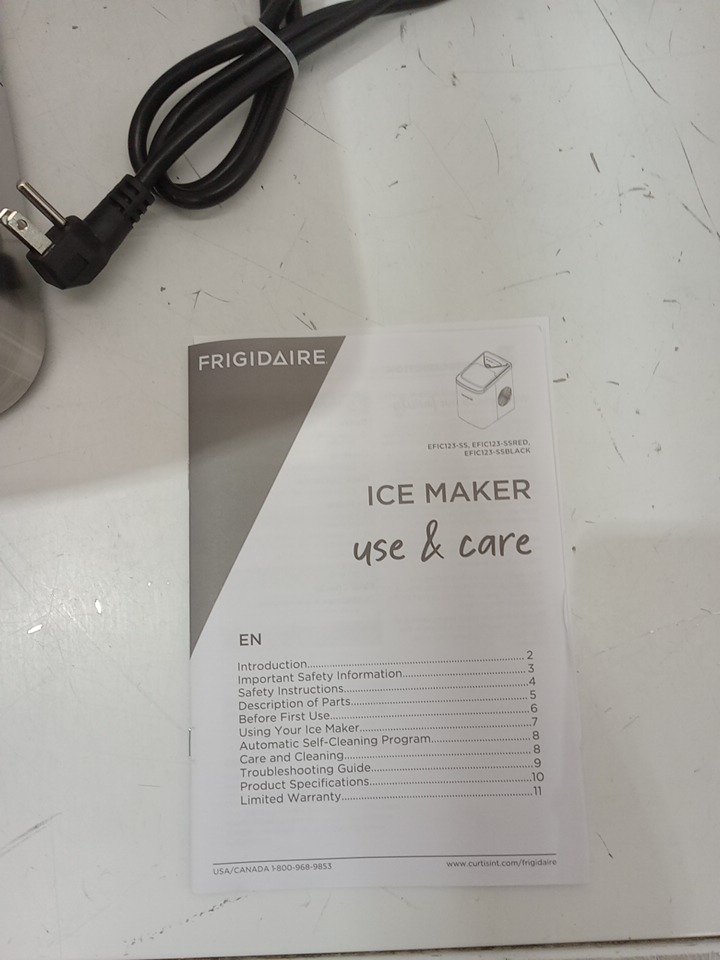 FRIGIDAIRE
EFIC123-SS, EFIC123-SSRED,
EFIC123-SSBLACK
ICE MAKER
use & care
EN
Introduction.......................................................... 2
Important Safety Information.................................. 3
Safety Instructions..................................................4
Description of Parts................................................5
Before First Use.....................................................6
Using Your Ice Maker..............................................7
Automatic Self-Cleaning Program........................... 8
Care and Cleaning.................................................. 8
Troubleshooting Guide............................................9
Product Specifications...........................................10
Limited Warranty...................................................11
USA/CANADA 1-800-968-9853
www.curtisint.com/frigidaire